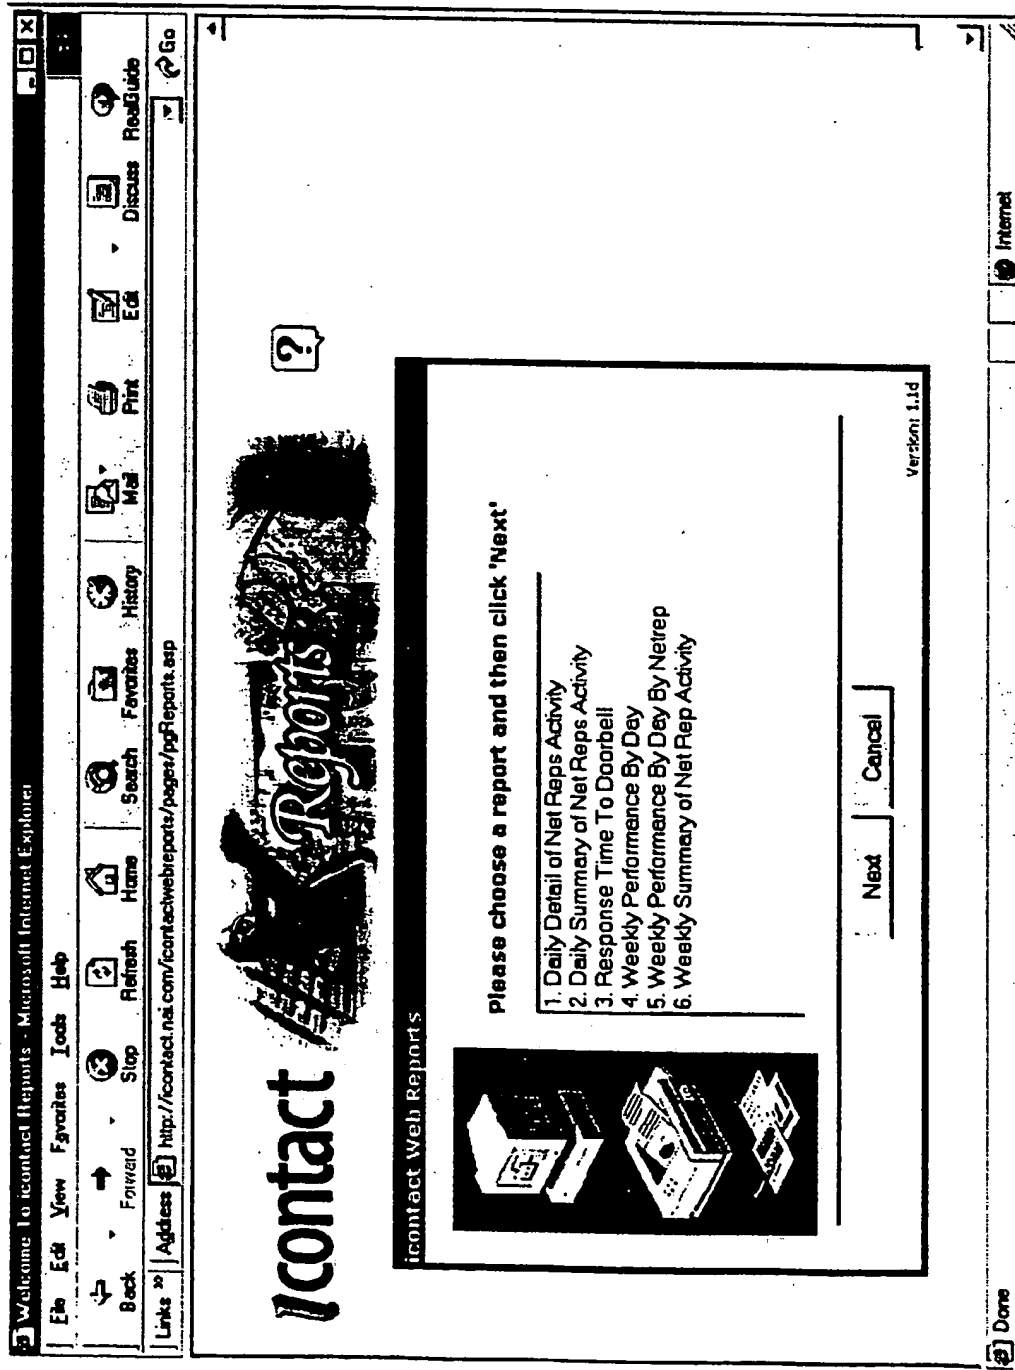 Welcome To icontact Reports - Microsoft Internet Explorer
File Edit View Favorites Tools Help
Back Forward Stop Refresh Home Search Favorites History Mail Print Edit Discuss RealGuide
Links » Address http://icontact.nai.com/icontactwebreports/pages/pgReports.asp Go
icontact Reports ?
icontact Web Reports
Please choose a report and then click 'Next'
1. Daily Detail of Net Reps Activity
2. Daily Summary of Net Reps Activity
3. Response Time To Doorbell
4. Weekly Performance By Day
5. Weekly Performance By Day By Netrep
6. Weekly Summary of Net Rep Activity
Next Cancel
Version: 1.1d
Done Internet